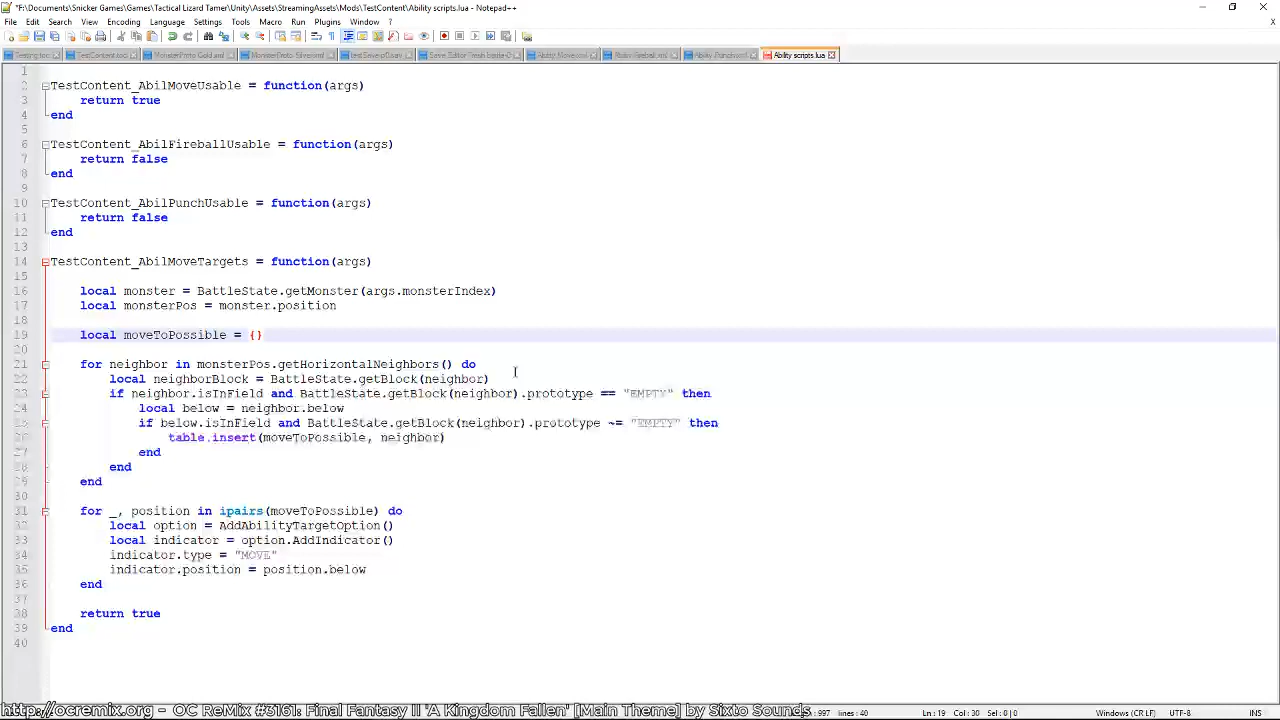 *F:\Documents\Snicker Games\Games\Tactical Lizard Tamer\Unity\Assets\StreamingAssets\Mods\TestContent\Ability scripts.lua - Notepad++
File Edit Search View Encoding Language Settings Tools Macro Run Plugins Window ?
Ability scripts.lua
1
2 TestContent_AbilMoveUsable = function(args)
3 return true
4 end
5
6 TestContent_AbilFireballUsable = function(args)
7 return false
8 end
9
10 TestContent_AbilPunchUsable = function(args)
11 return false
12 end
13
14 TestContent_AbilMoveTargets = function(args)
15
16 local monster = BattleState.getMonster(args.monsterIndex)
17 local monsterPos = monster.position
18
19 local moveToPossible = {}
20
21 for neighbor in monsterPos.getHorizontalNeighbors() do
22 local neighborBlock = BattleState.getBlock(neighbor)
23 if neighbor.isInField and BattleState.getBlock(neighbor).prototype == "EMPTY" then
24 local below = neighbor.below
25 if below.isInField and BattleState.getBlock(neighbor).prototype ~= "EMPTY" then
26 table.insert(moveToPossible, neighbor)
27 end
28 end
29 end
30
31 for _, position in ipairs(moveToPossible) do
32 local option = AddAbilityTargetOption()
33 local indicator = option.AddIndicator()
34 indicator.type = "MOVE"
35 indicator.position = position.below
36 end
37
38 return true
39 end
40
http://ocremix.org - OC ReMix #3161: Final Fantasy II 'A Kingdom Fallen' [Main Theme] by Sixto Sounds
: 997 lines : 40 Ln : 19 Col : 30 Sel : 0 | 0 Windows (CR LF) UTF-8 INS